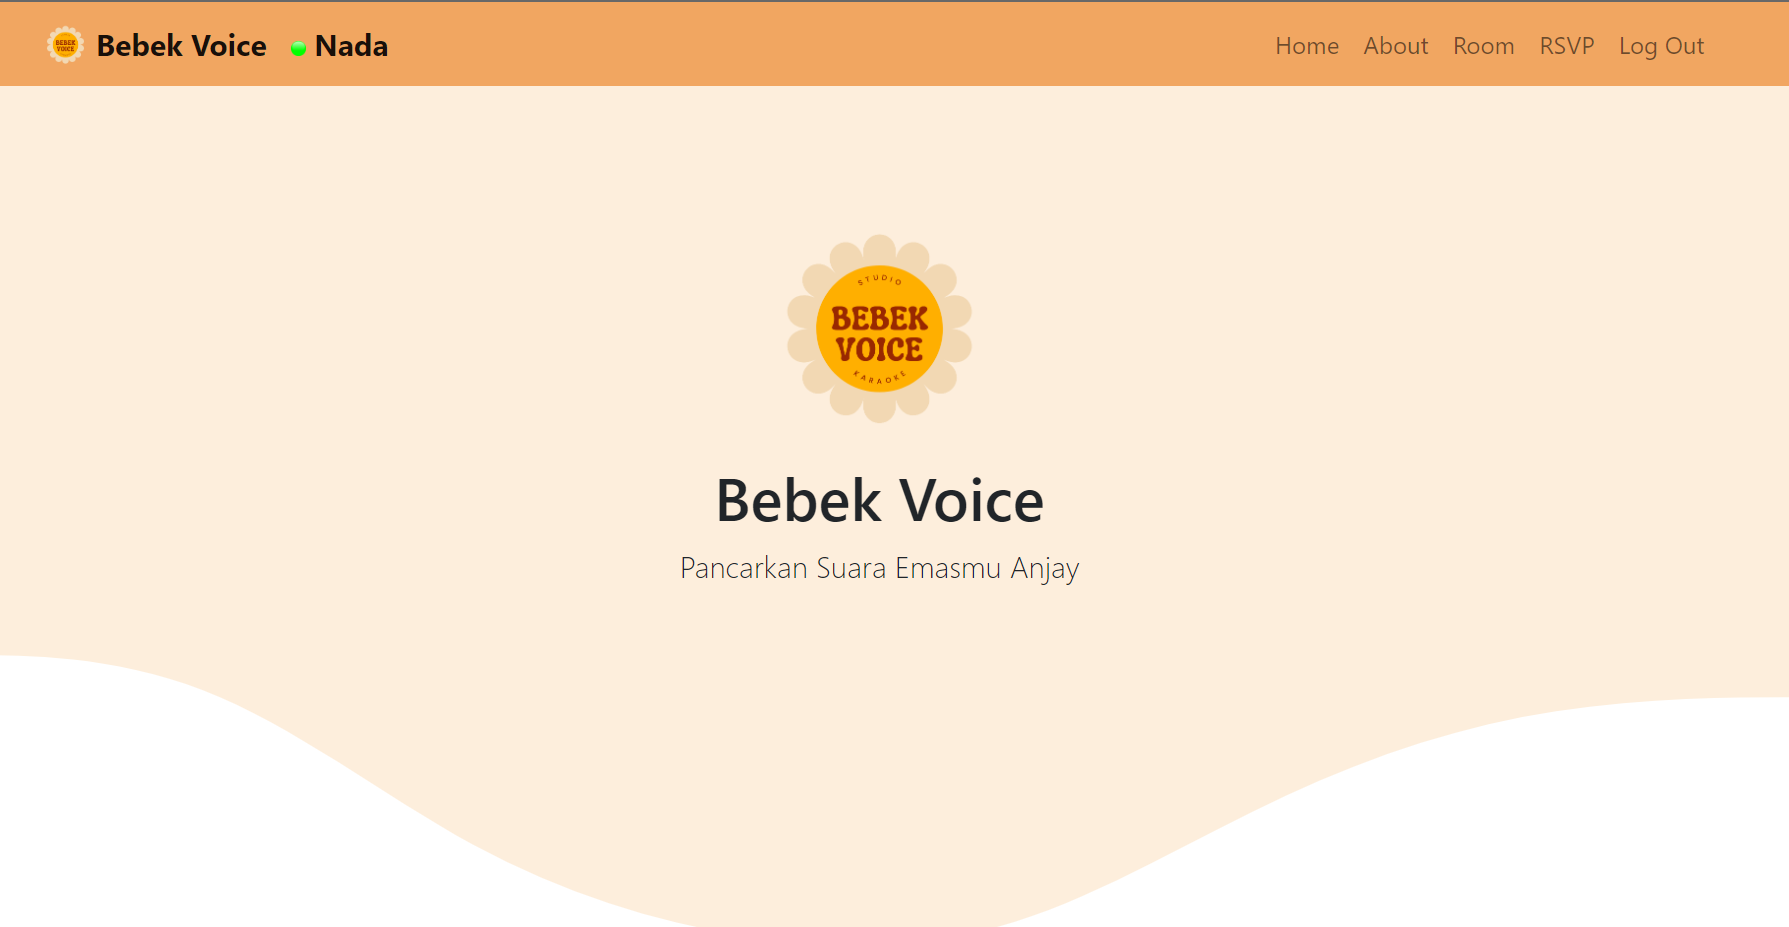 BEBEK VOICE Bebek Voice Nada Home About Room RSVP Log Out
STUDIO
BEBEK
VOICE
KARAOKE
Bebek Voice
Pancarkan Suara Emasmu Anjay